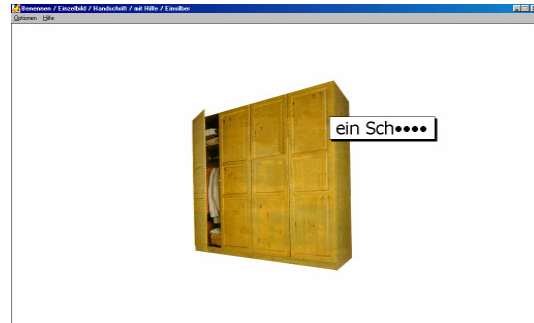 Benennen / Einzelbild / Handschrift / mit Hilfe / Einsilber
Optionen Hilfe
ein Sch••••